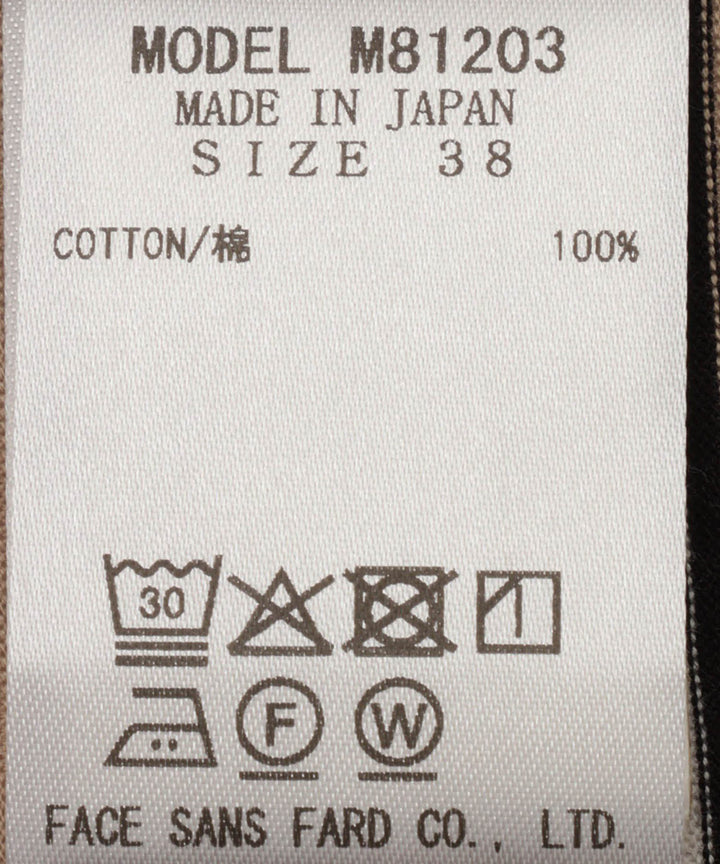 MODEL M81203
MADE IN JAPAN
SIZE 38
COTTON/棉 100%
30
F W
FACE SANS FARD CO., LTD.